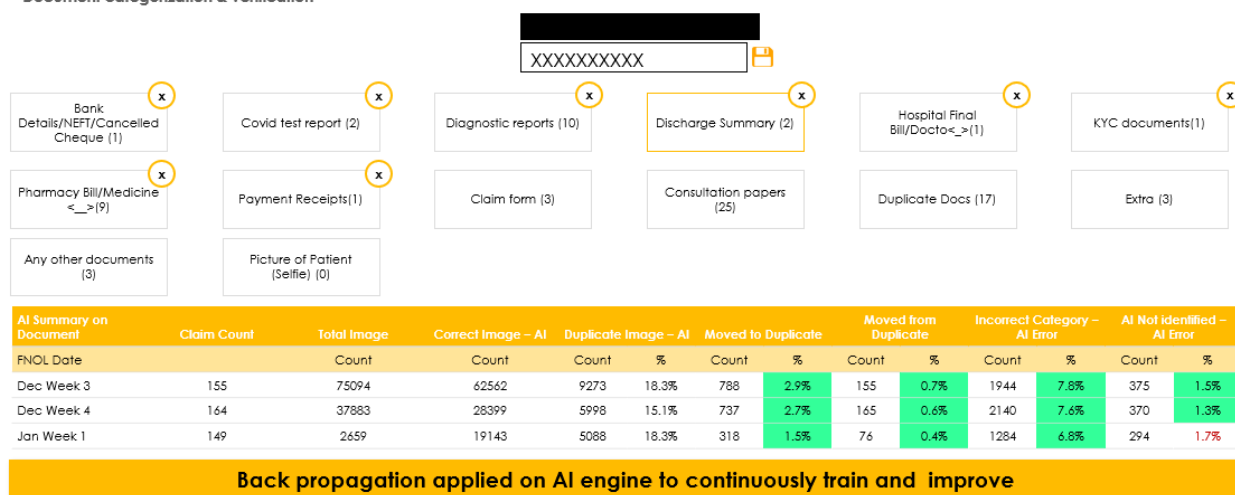 XXXXXXXXXX
x x x x x x
Bank
Details/NEFT/Cancelled
Cheque (1)
Covid test report (2)
Diagnostic reports (10)
Discharge Summary (2)
Hospital Final
Bill/Docto<_>(1)
KYC documents(1)
x x
Pharmacy Bill/Medicine
<__>(9)
Payment Receipts(1)
Claim form (3)
Consultation papers
(25)
Duplicate Docs (17)
Extra (3)
Any other documents
(3)
Picture of Patient
(Selfie) (0)
AI Summary on
Document
Claim Count
Total Image
Correct Image – AI
Duplicate Image – AI
Moved to Duplicate
Moved from
Duplicate
Incorrect Category –
AI Error
AI Not identified –
AI Error
FNOL Date Count Count Count % Count % Count % Count % Count %
Dec Week 3 155 75094 62562 9273 18.3% 788 2.9% 155 0.7% 1944 7.8% 375 1.5%
Dec Week 4 164 37883 28399 5998 15.1% 737 2.7% 165 0.6% 2140 7.6% 370 1.3%
Jan Week 1 149 2659 19143 5088 18.3% 318 1.5% 76 0.4% 1284 6.8% 294 1.7%
Back propagation applied on AI engine to continuously train and improve